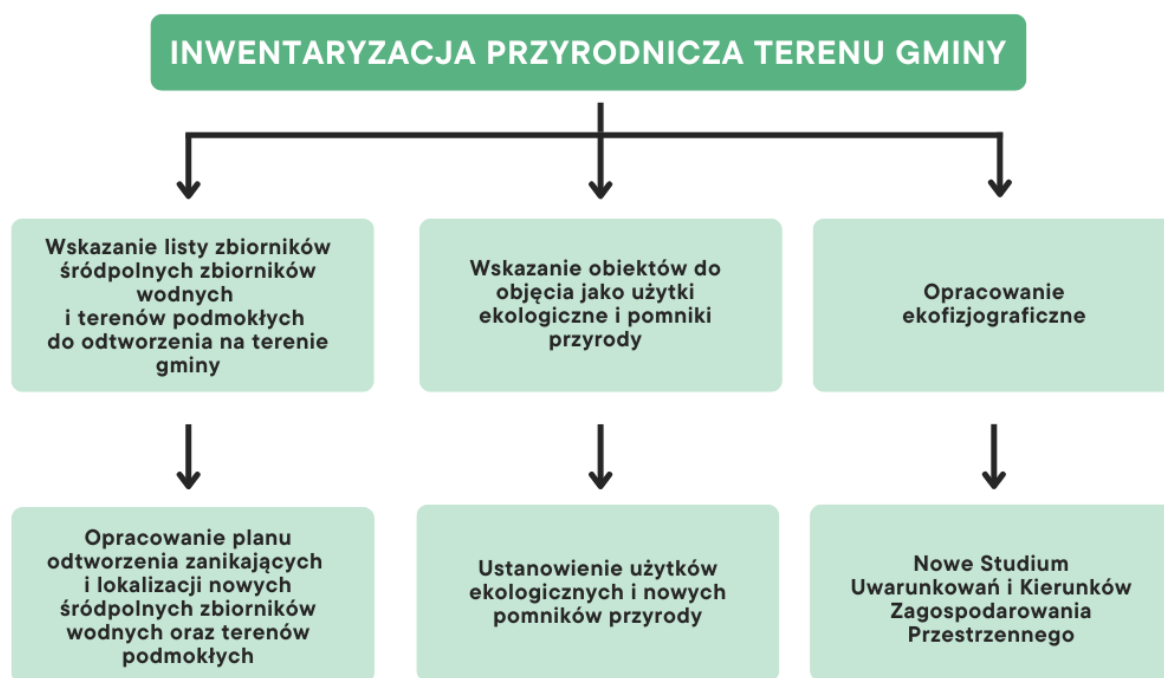 INWENTARYZACJA PRZYRODNICZA TERENU GMINY
Wskazanie listy zbiorników
śródpolnych zbiorników
wodnych
i terenów podmokłych
do odtworzenia na terenie
gminy
Wskazanie obiektów do
objęcia jako użytki
ekologiczne i pomniki
przyrody
Opracowanie
ekofizjograficzne
Opracowanie planu
odtworzenia zanikających
i lokalizacji nowych
śródpolnych zbiorników
wodnych oraz terenów
podmokłych
Ustanowienie użytków
ekologicznych i nowych
pomników przyrody
Nowe Studium
Uwarunkowań i Kierunków
Zagospodarowania
Przestrzennego